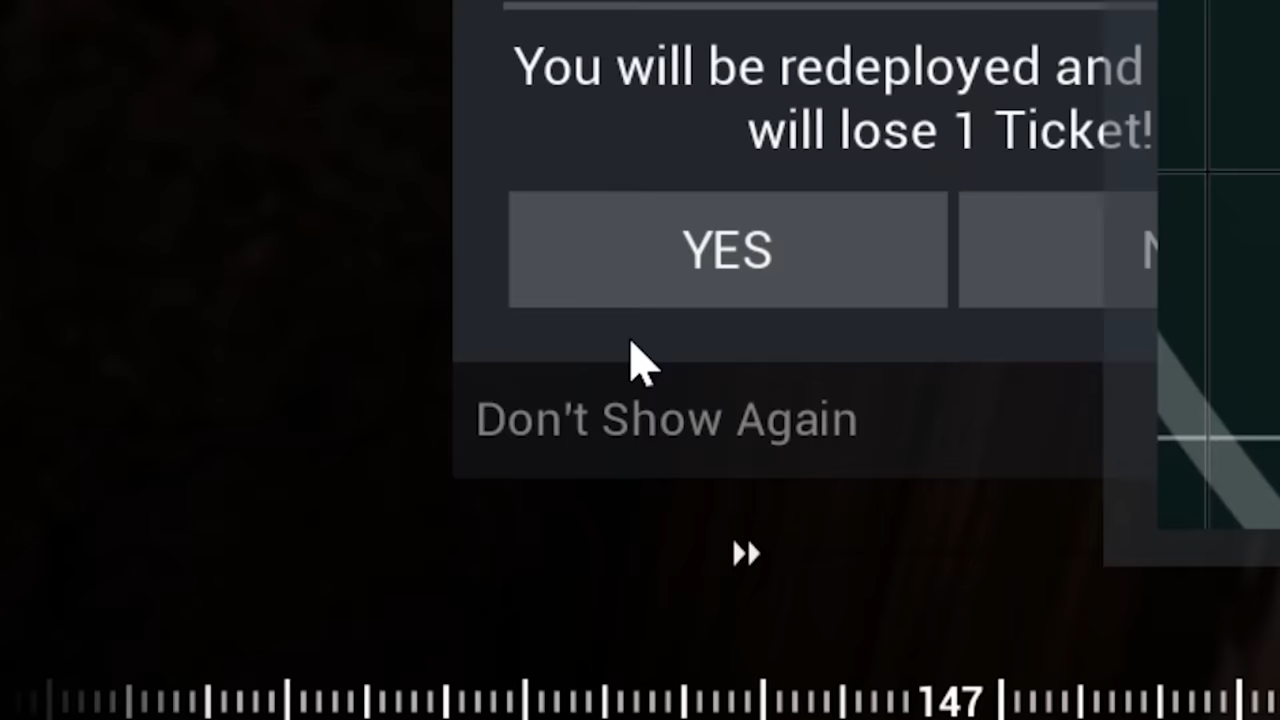 You will be redeployed and
will lose 1 Ticket!
YES
Don't Show Again
147